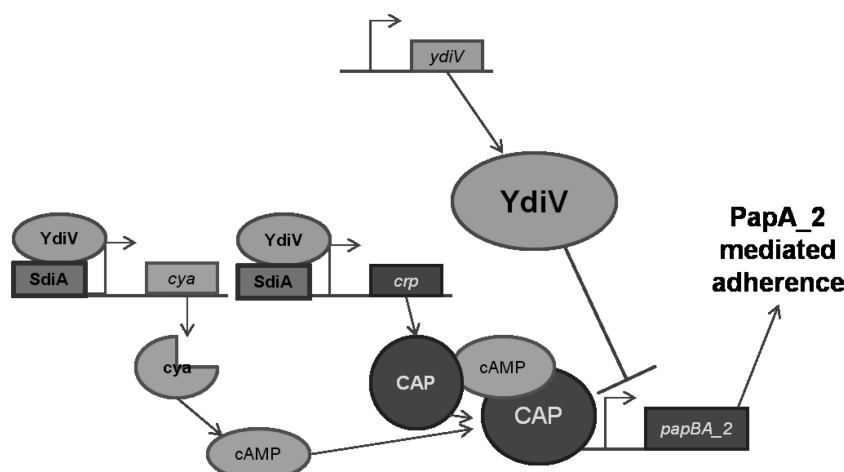 ydiV
YdiV
PapA_2
mediated
adherence
YdiV
SdiA
cya
YdiV
SdiA
crp
cya
CAP
cAMP
CAP
cAMP
papBA_2